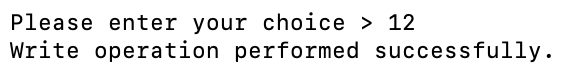 Please enter your choice > 12
Write operation performed successfully.